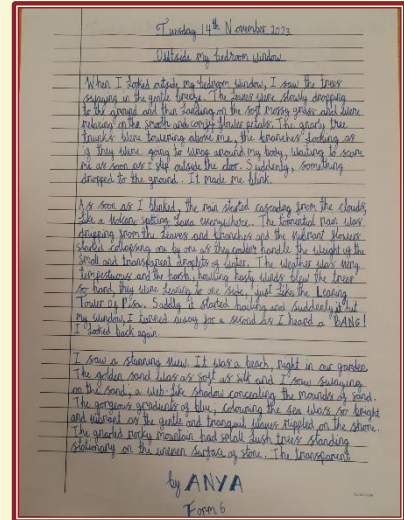 Tuesday 14th November 2023
Outside my bedroom window
When I looked outside my bedroom window, I saw the trees
swaying in the gentle breeze. The leaves were slowly dropping
to the ground and then landing on the soft mossy grass and were
relaxing on the smooth and flower petals. The gnarly tree
trunks were towering above me, the branches looking as
if they were going to wrap around my body, waiting to scare
me as soon as I step outside the door. Suddenly, something
dropped to the ground. It made me blink.
As soon as I blinked, the rain started cascading from the clouds,
like a volcano spitting lava everywhere. The torrential rain was
dripping from the leaves and branches and the vibrant flowers
started collapsing one by one as they couldn't handle the weight of the
small and transparent droplets of water. The weather was very
tempestuous and the harsh, howling winds blew the trees
so hard, they were leaning to one side, just like the Leaning
Tower of Pisa. Sadly it started hailing and suddenly it hit
my window, I turned away for a second as I heard a "BANG!
I looked back again.
I saw a stunning view. It was a beach, right in our garden.
The golden sand was as soft as silk and I saw swaying
on the sand, a web-like shadow concealing the mounds of sand.
The gorgeous gradients of blue, colouring the sea was so bright
and vibrant as the gentle and tranquil waves rippled on the shore.
The gnarled rocky mountain had small lush trees standing
stationary on the uneven surface of stone. The transparent
by ANYA
Form 6